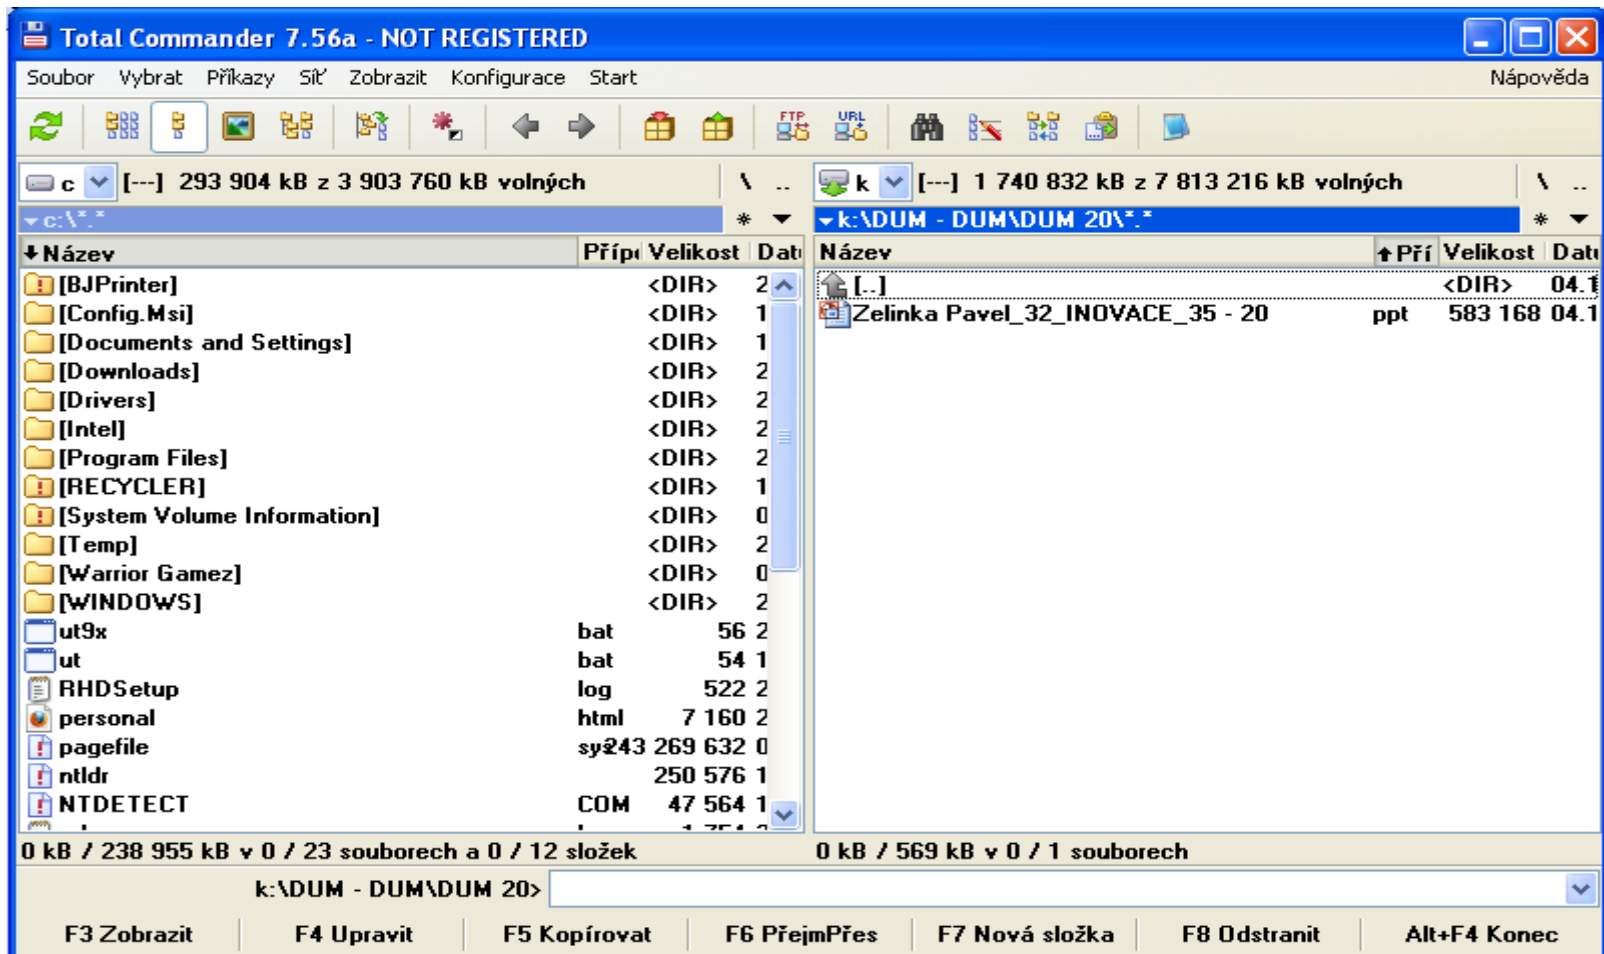 Total Commander 7.56a - NOT REGISTERED
Soubor Vybrat Příkazy Síť Zobrazit Konfigurace Start Nápověda
FTP URL
c [---] 293 904 kB z 3 903 760 kB volných \ ..
k [---] 1 740 832 kB z 7 813 216 kB volných \ ..
c:\*.* * 
k:\DUM - DUM\DUM 20\*.* *
Název Přípo Velikost Datu
[BJPrinter] <DIR> 2
[Config.Msi] <DIR> 1
[Documents and Settings] <DIR> 1
[Downloads] <DIR> 2
[Drivers] <DIR> 2
[Intel] <DIR> 2
[Program Files] <DIR> 2
[RECYCLER] <DIR> 1
[System Volume Information] <DIR> 0
[Temp] <DIR> 2
[Warrior Gamez] <DIR> 0
[WINDOWS] <DIR> 2
ut9x bat 56 2
ut bat 54 1
RHDSetup log 522 2
personal html 7 160 2
pagefile sys 243 269 632 0
ntldr 250 576 1
NTDETECT COM 47 564 1
Název Pří Velikost Datu
[..] <DIR> 04.1
Zelinka Pavel_32_INOVACE_35 - 20 ppt 583 168 04.1
0 kB / 238 955 kB v 0 / 23 souborech a 0 / 12 složek
0 kB / 569 kB v 0 / 1 souborech
k:\DUM - DUM\DUM 20>
F3 Zobrazit F4 Upravit F5 Kopírovat F6 PřejmPřes F7 Nová složka F8 Odstranit Alt+F4 Konec